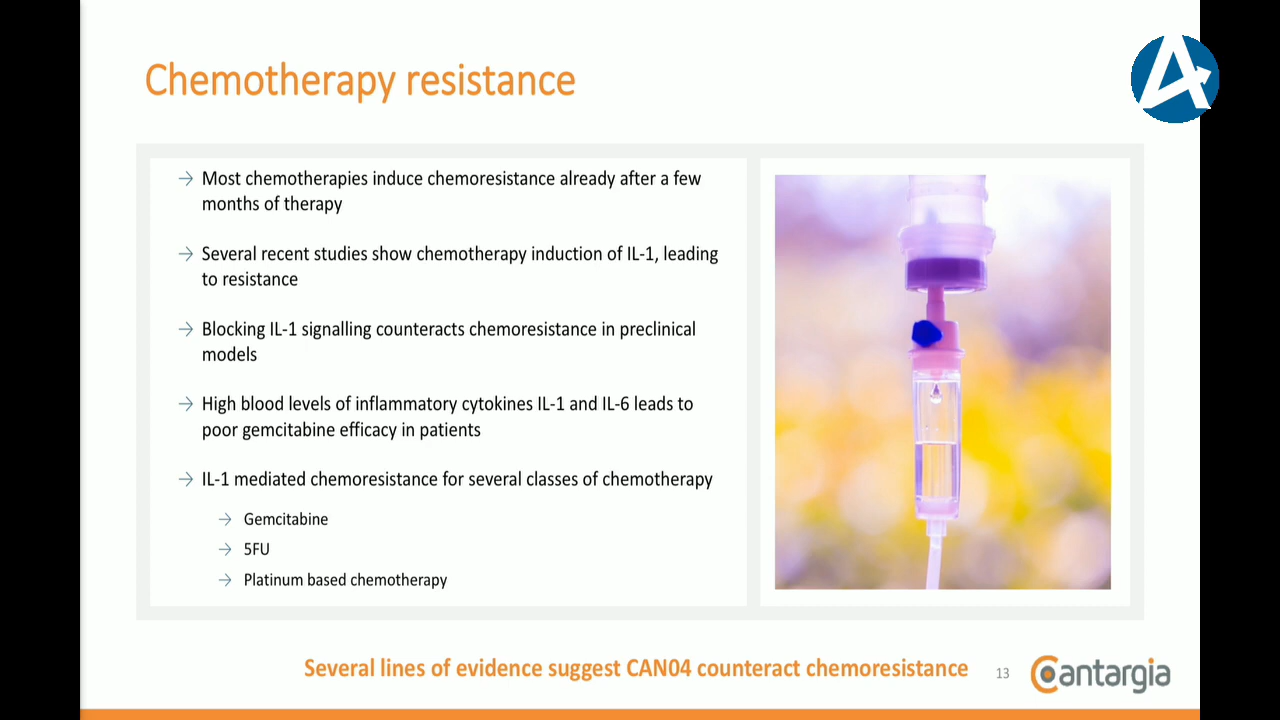 Chemotherapy resistance
→ Most chemotherapies induce chemoresistance already after a few
months of therapy
→ Several recent studies show chemotherapy induction of IL-1, leading
to resistance
→ Blocking IL-1 signalling counteracts chemoresistance in preclinical
models
→ High blood levels of inflammatory cytokines IL-1 and IL-6 leads to
poor gemcitabine efficacy in patients
→ IL-1 mediated chemoresistance for several classes of chemotherapy
→ Gemcitabine
→ 5FU
→ Platinum based chemotherapy
Several lines of evidence suggest CAN04 counteract chemoresistance
13
Cantargia